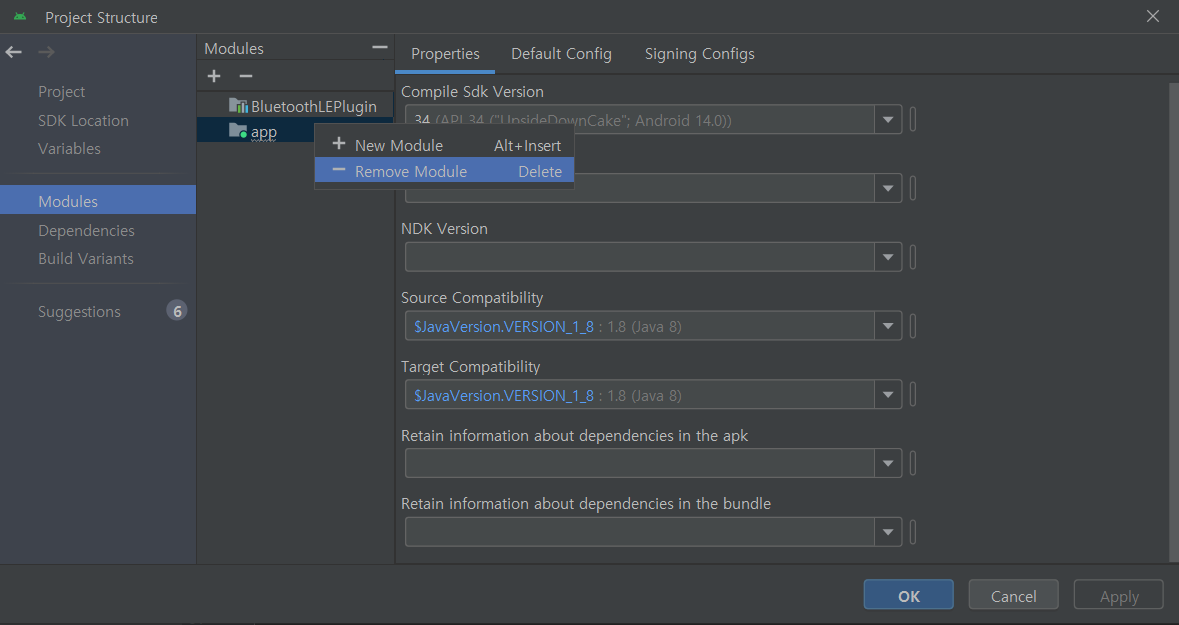 Project Structure
Project
SDK Location
Variables
Modules
Dependencies
Build Variants
Suggestions 6
Modules
BluetoothLEPlugin
app
New Module Alt+Insert
Remove Module Delete
Properties Default Config Signing Configs
Compile Sdk Version
34 (API 34 ("UpsideDownCake"; Android 14.0))
NDK Version
Source Compatibility
$JavaVersion.VERSION_1_8 : 1.8 (Java 8)
Target Compatibility
$JavaVersion.VERSION_1_8 : 1.8 (Java 8)
Retain information about dependencies in the apk
Retain information about dependencies in the bundle
OK Cancel Apply